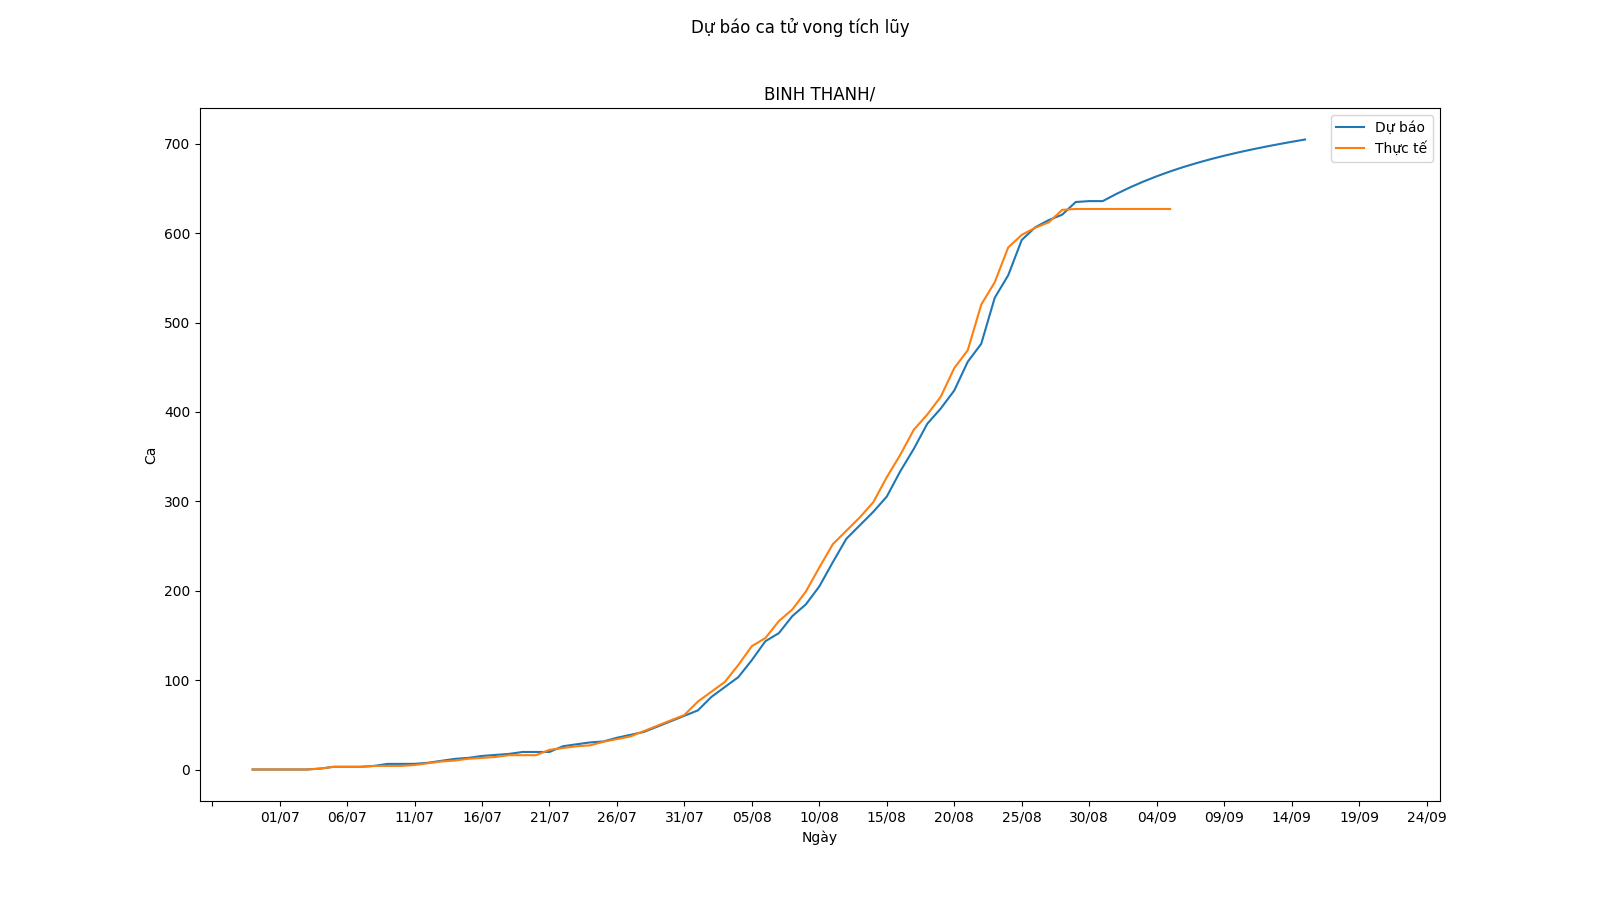 Dự báo ca tử vong tích lũy
BINH THANH/
Dự báo
Thực tế
700
600
500
400
300
200
100
0
Ca
01/07 06/07 11/07 16/07 21/07 26/07 31/07 05/08 10/08 15/08 20/08 25/08 30/08 04/09 09/09 14/09 19/09 24/09
Ngày